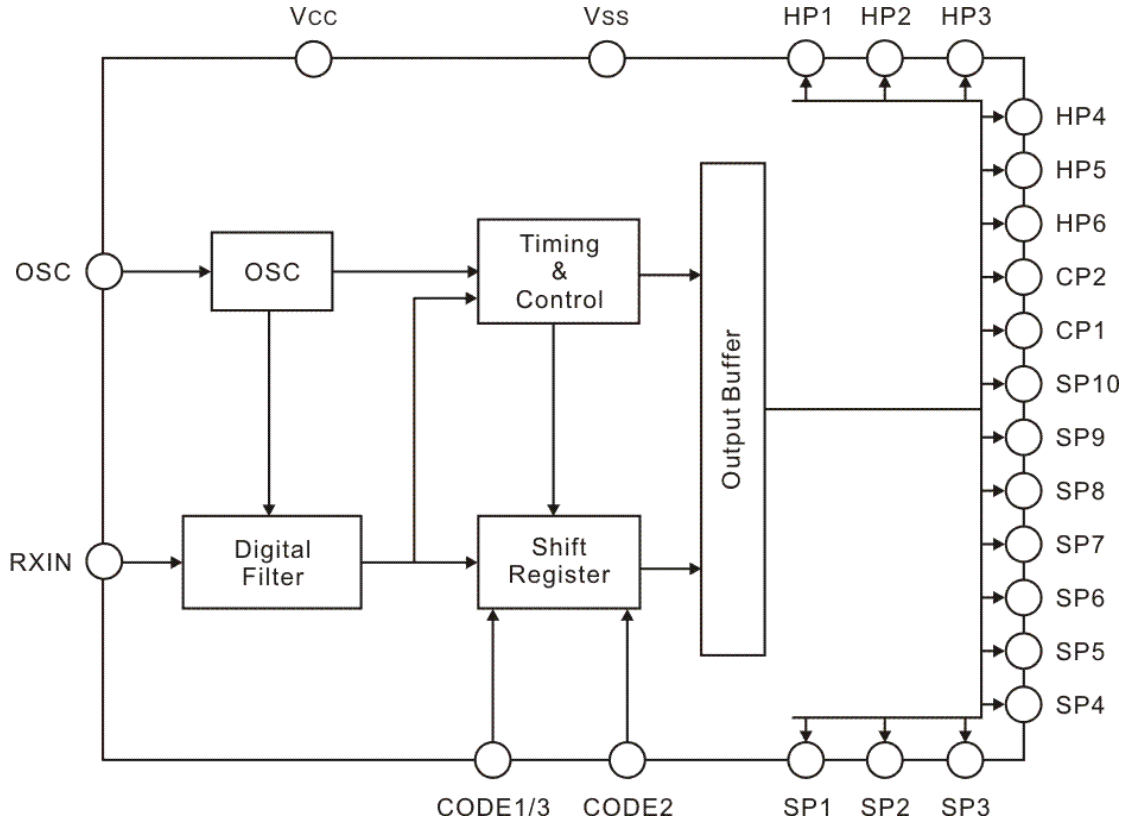 VCC
VSS
HP1
HP2
HP3
HP4
HP5
HP6
CP2
CP1
SP10
SP9
SP8
SP7
SP6
SP5
SP4
OSC
OSC
Timing
&
Control
Output Buffer
RXIN
Digital
Filter
Shift
Register
CODE1/3
CODE2
SP1
SP2
SP3